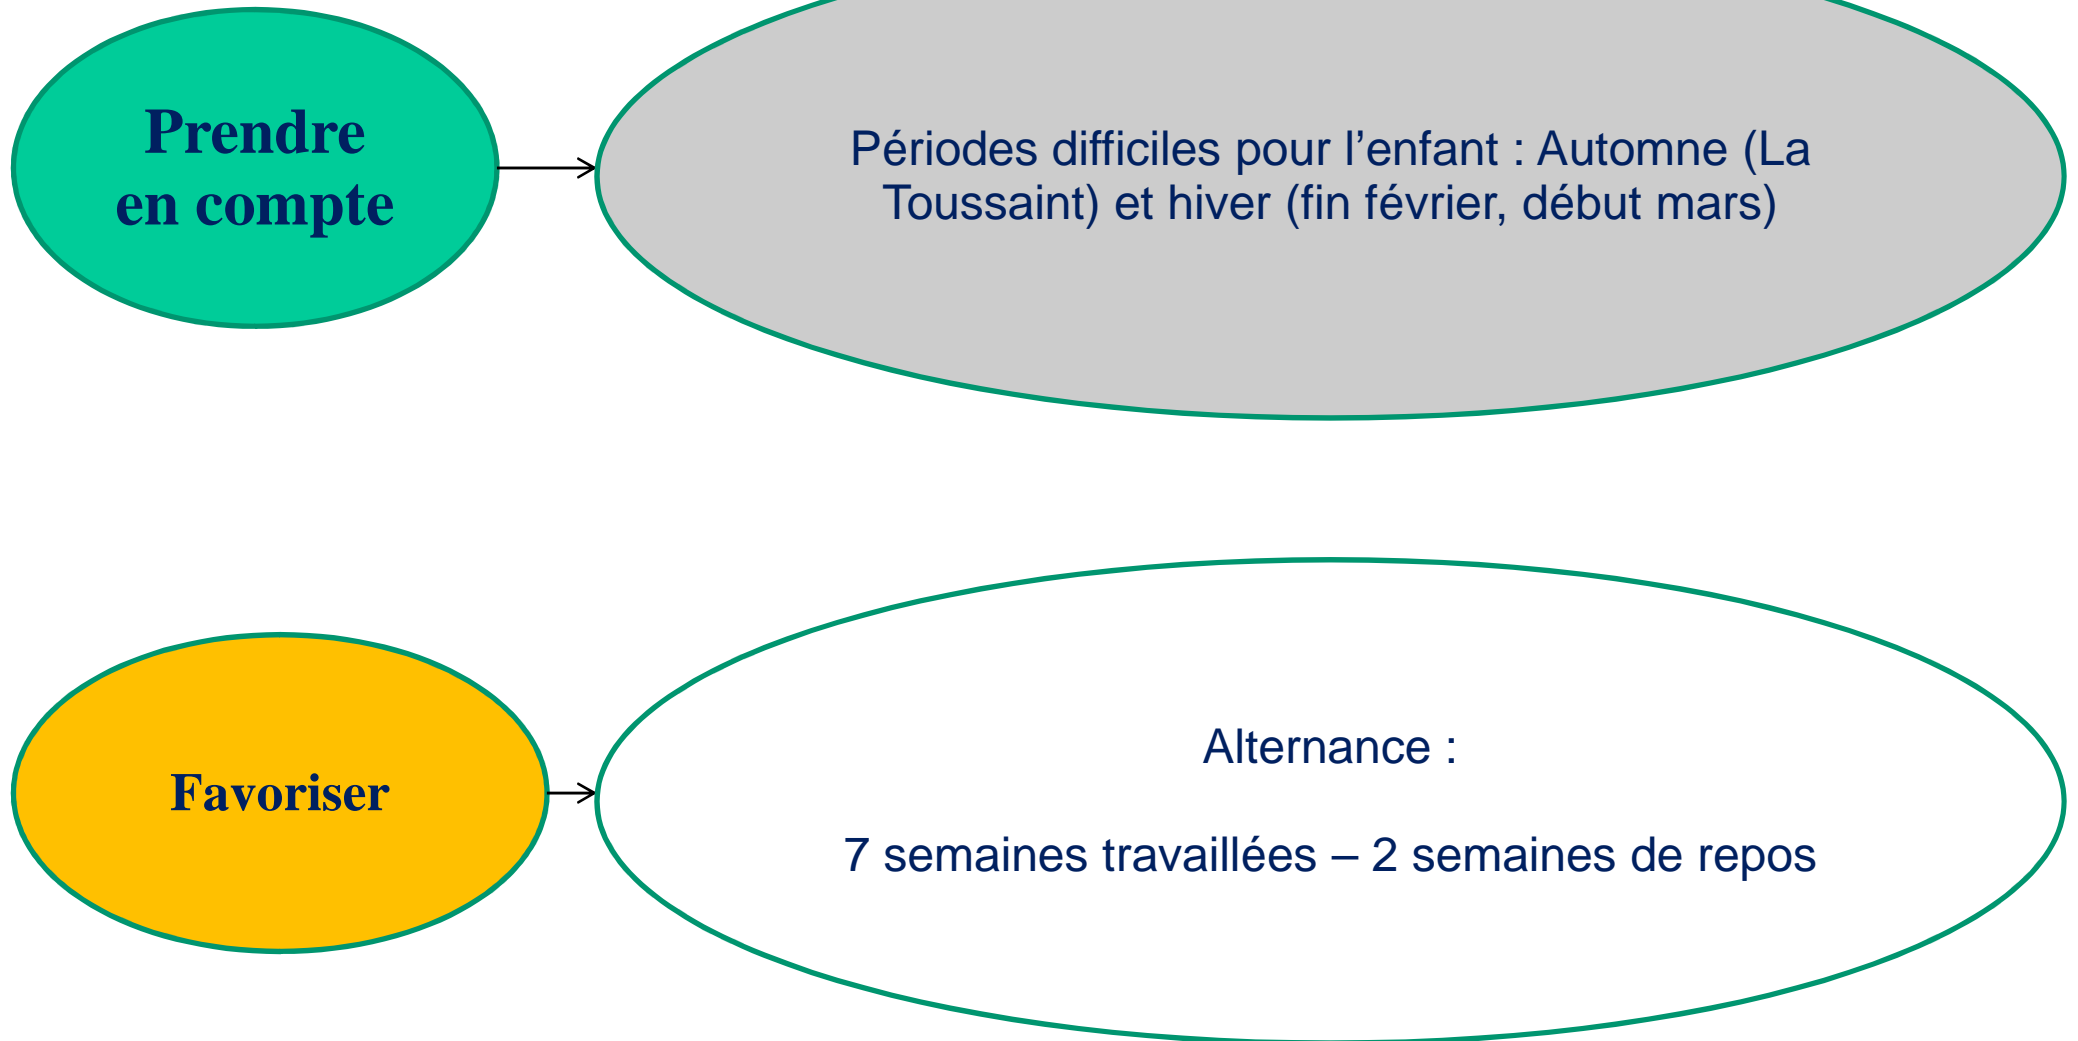 Prendre
en compte
Périodes difficiles pour l’enfant : Automne (La
Toussaint) et hiver (fin février, début mars)
Favoriser
Alternance :
7 semaines travaillées – 2 semaines de repos